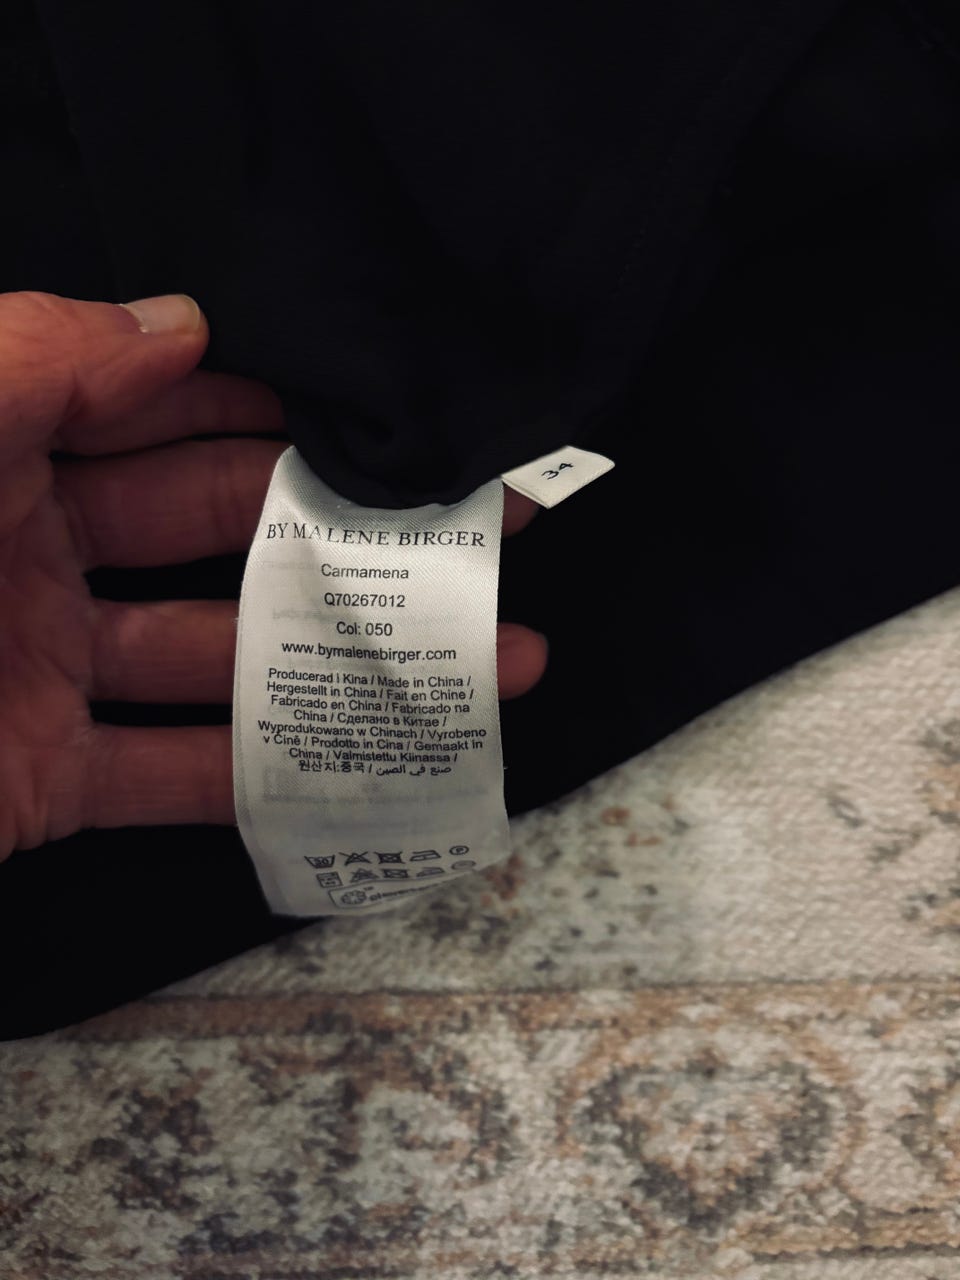 34
BY MALENE BIRGER
Carmamena
Q70267012
Col: 050
www.bymalenebirger.com
Producerad i Kina / Made in China /
Hergestellt in China / Fait en Chine /
Fabricado en China / Fabricado na
China / Сделано в Китае /
Wyprodukowano w Chinach / Vyrobeno
v Číně / Prodotto in Cina / Gemaakt in
China / Valmistettu Kiinassa /
원산지:중국 / صنع في الصين
30
P